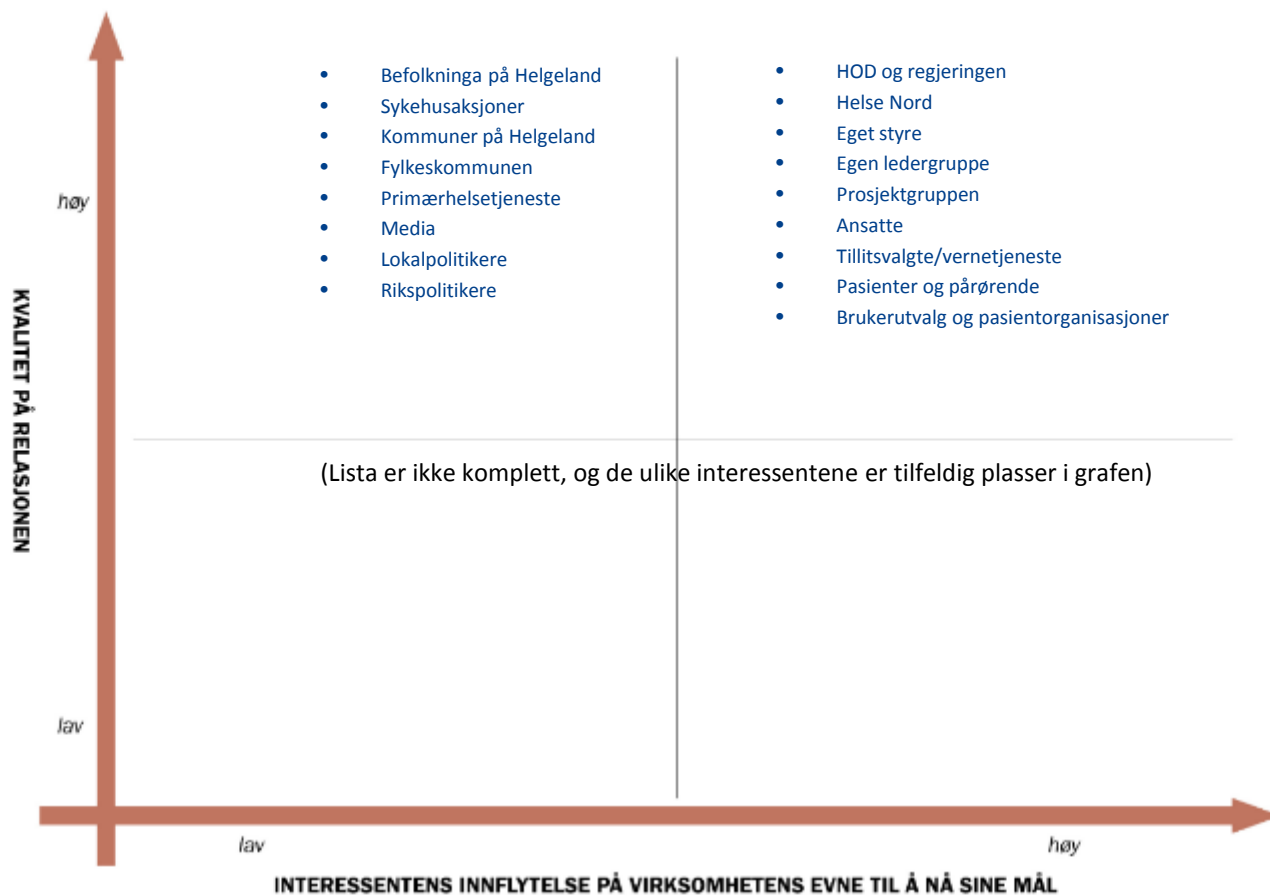 • Befolkninga på Helgeland
• Sykehusaksjoner
• Kommuner på Helgeland
• Fylkeskommunen
• Primærhelsetjeneste
• Media
• Lokalpolitikere
• Rikspolitikere
• HOD og regjeringen
• Helse Nord
• Eget styre
• Egen ledergruppe
• Prosjektgruppen
• Ansatte
• Tillitsvalgte/vernetjeneste
• Pasienter og pårørende
• Brukerutvalg og pasientorganisasjoner
høy
KVALITET PÅ RELASJONEN
(Lista er ikke komplett, og de ulike interessentene er tilfeldig plasser i grafen)
lav
lav
høy
INTERESSENTENS INNFLYTELSE PÅ VIRKSOMHETENS EVNE TIL Å NÅ SINE MÅL